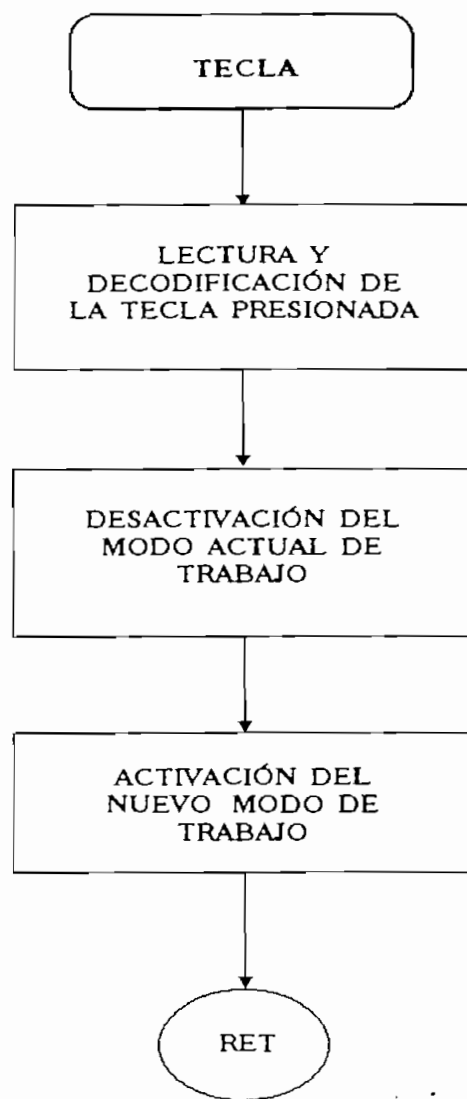 TECLA
LECTURA Y
DECODIFICACIÓN DE
LA TECLA PRESIONADA
DESACTIVACIÓN DEL
MODO ACTUAL DE
TRABAJO
ACTIVACIÓN DEL
NUEVO MODO DE
TRABAJO
RET